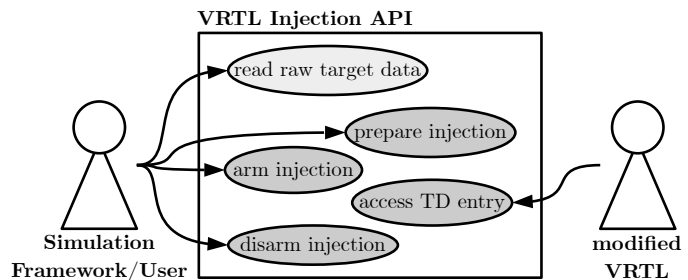 VRTL Injection API
read raw target data
prepare injection
arm injection
access TD entry
disarm injection
Simulation
Framework/User
modified
VRTL